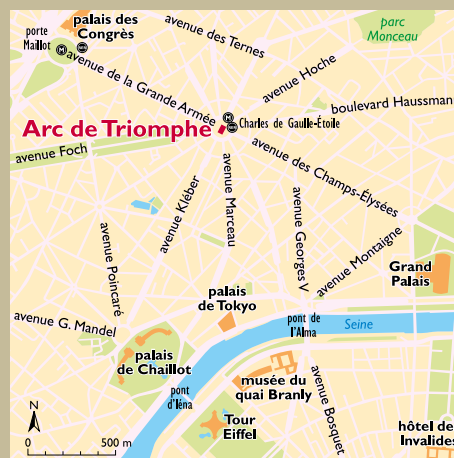 palais des
Congrès
avenue des Ternes
parc
Monceau
porte
Maillot
M
RER
avenue de la Grande Armée
avenue Hoche
boulevard Haussmann
M
RER
Charles de Gaulle-Étoile
Arc de Triomphe
avenue Foch
avenue des Champs-Élysées
avenue Kléber
avenue Marceau
avenue Georges V
avenue Montaigne
avenue Poincaré
Grand
Palais
palais
de Tokyo
avenue G. Mandel
pont de
l'Alma
Seine
palais
de Chaillot
pont
d'Iéna
musée du
quai Branly
avenue Bosquet
Tour
Eiffel
hôtel des
Invalides
N
0 500 m